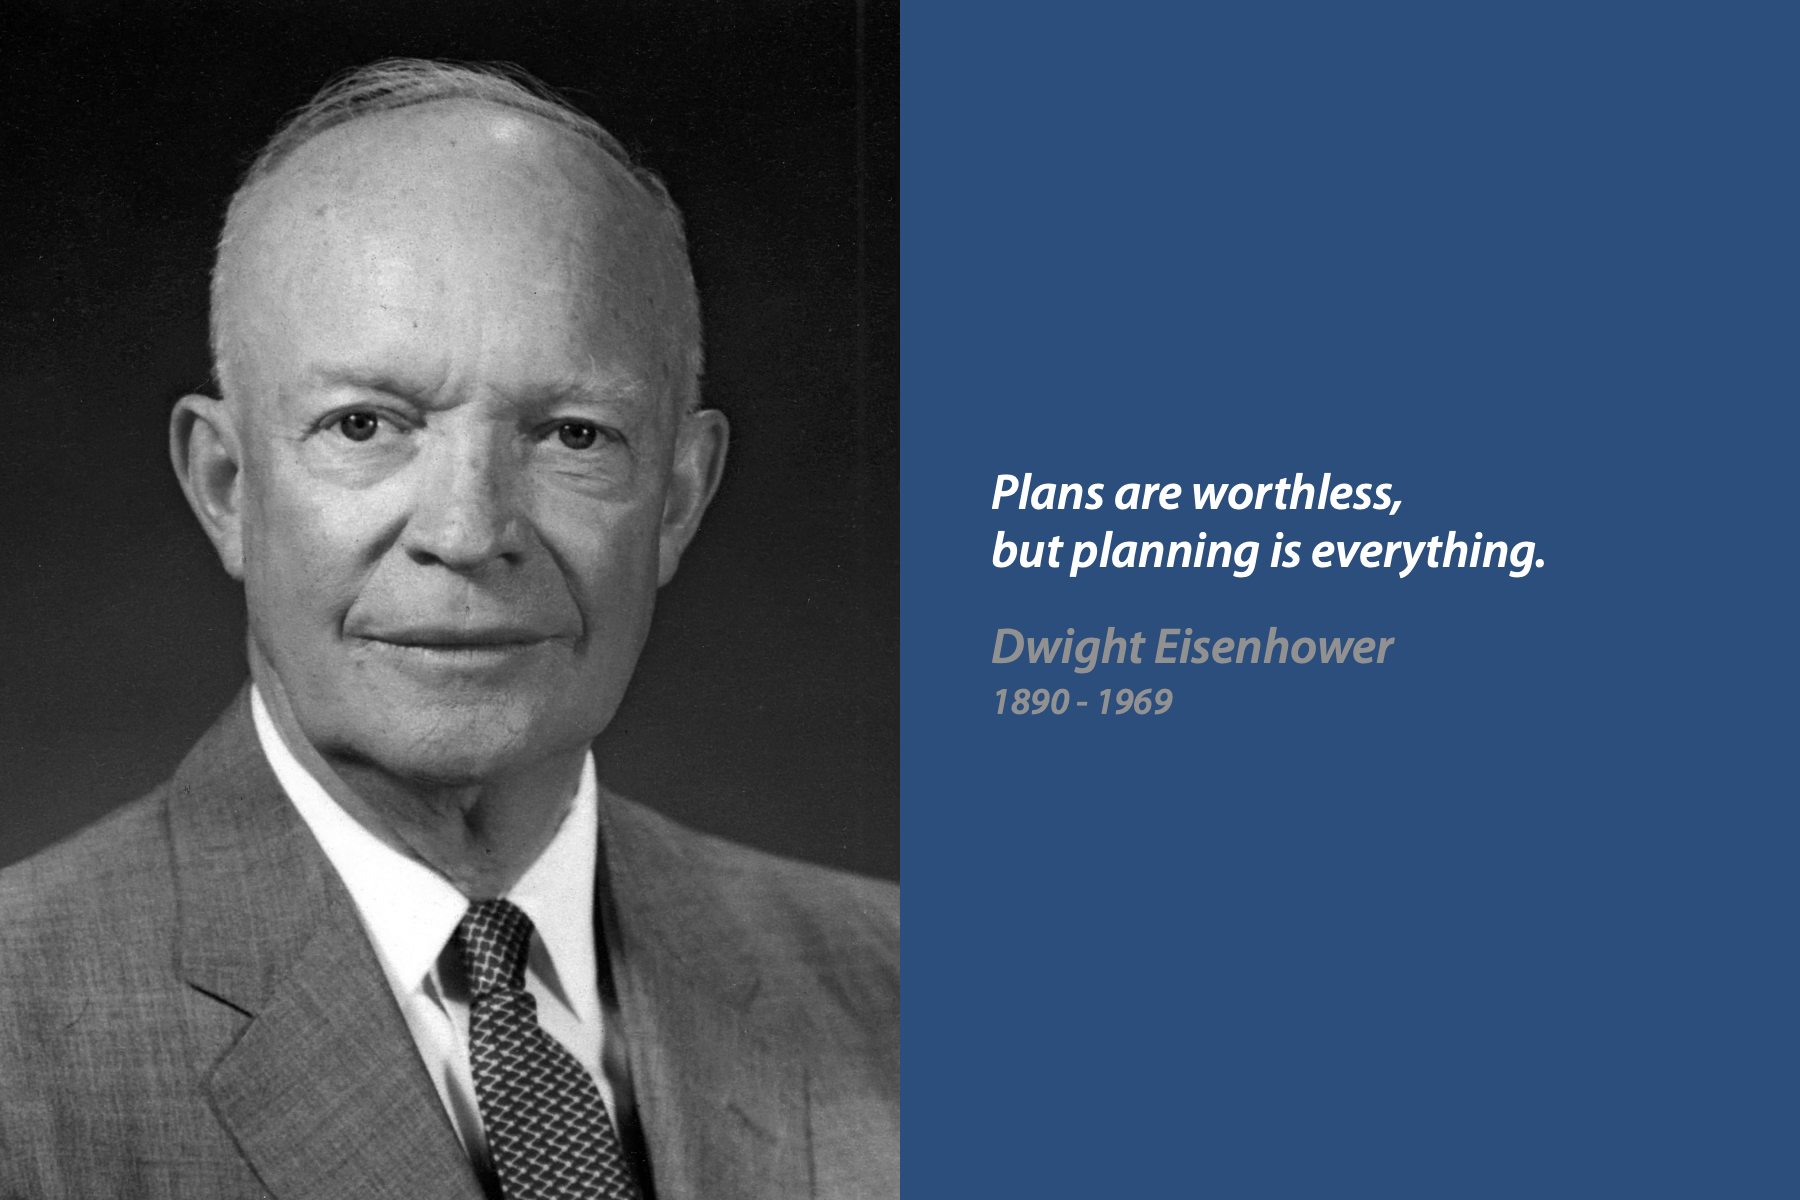 Plans are worthless,
but planning is everything.
Dwight Eisenhower
1890 - 1969